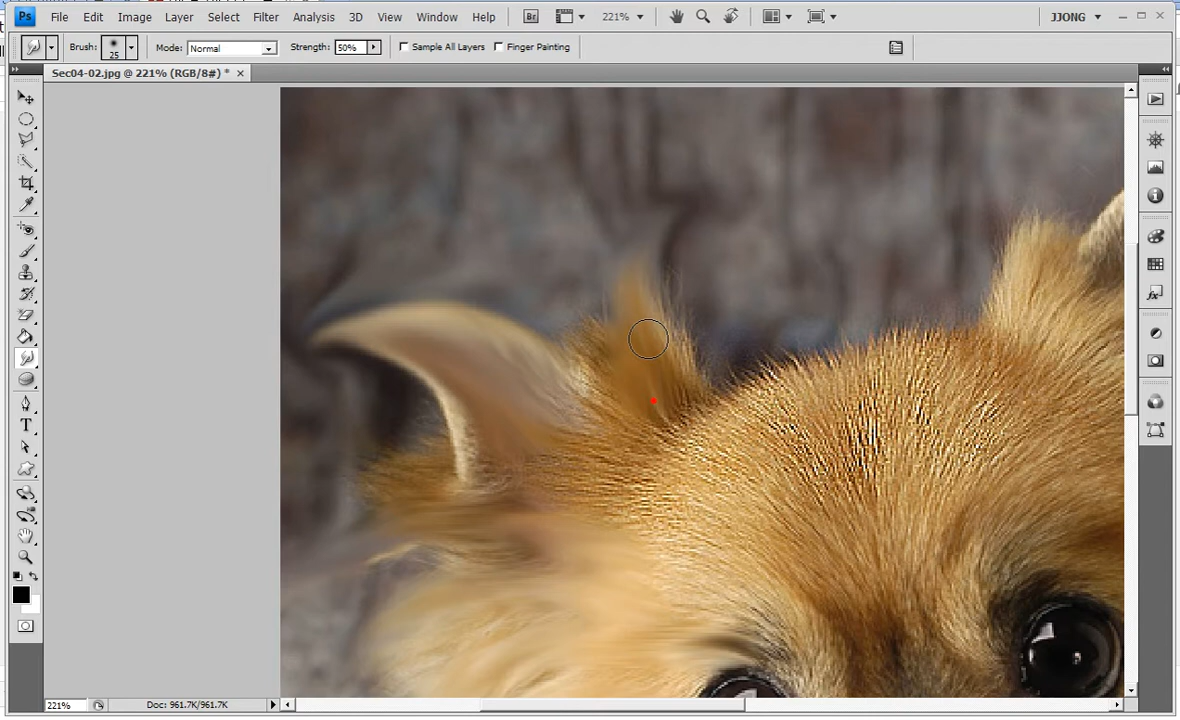 Ps File Edit Image Layer Select Filter Analysis 3D View Window Help Br 221% JJONG
Brush: 25 Mode: Normal Strength: 50% Sample All Layers Finger Painting
Sec04-02.jpg @ 221% (RGB/8#) *
221% Doc: 961.7K/961.7K